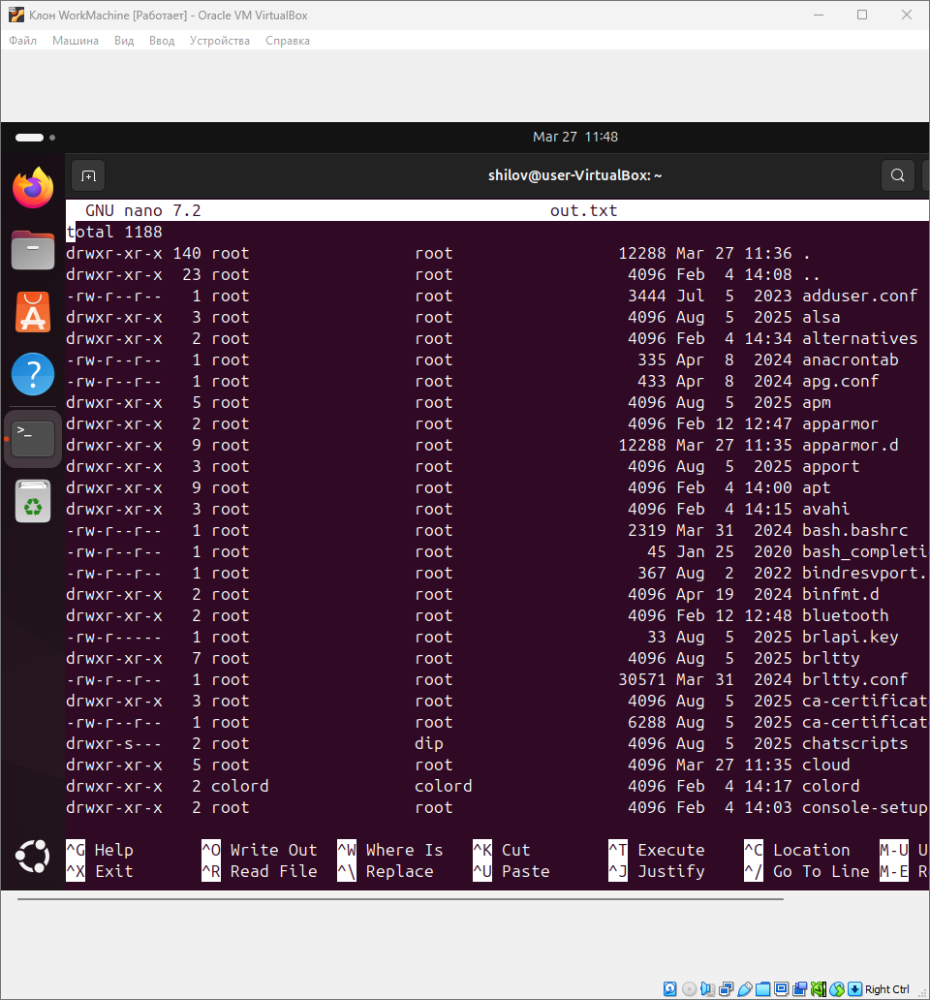 Клон WorkMachine [Работает] - Oracle VM VirtualBox
Файл Машина Вид Ввод Устройства Справка
Mar 27 11:48
shilov@user-VirtualBox: ~
GNU nano 7.2 out.txt
total 1188
drwxr-xr-x 140 root root 12288 Mar 27 11:36 .
drwxr-xr-x 23 root root 4096 Feb 4 14:08 ..
-rw-r--r-- 1 root root 3444 Jul 5 2023 adduser.conf
drwxr-xr-x 3 root root 4096 Aug 5 2025 alsa
drwxr-xr-x 2 root root 4096 Feb 4 14:34 alternatives
-rw-r--r-- 1 root root 335 Apr 8 2024 anacrontab
-rw-r--r-- 1 root root 433 Apr 8 2024 apg.conf
drwxr-xr-x 5 root root 4096 Aug 5 2025 apm
drwxr-xr-x 2 root root 4096 Feb 12 12:47 apparmor
drwxr-xr-x 9 root root 12288 Mar 27 11:35 apparmor.d
drwxr-xr-x 3 root root 4096 Aug 5 2025 apport
drwxr-xr-x 9 root root 4096 Feb 4 14:00 apt
drwxr-xr-x 3 root root 4096 Feb 4 14:15 avahi
-rw-r--r-- 1 root root 2319 Mar 31 2024 bash.bashrc
-rw-r--r-- 1 root root 45 Jan 25 2020 bash_completi
-rw-r--r-- 1 root root 367 Aug 2 2022 bindresvport.
drwxr-xr-x 2 root root 4096 Apr 19 2024 binfmt.d
drwxr-xr-x 2 root root 4096 Feb 12 12:48 bluetooth
-rw-r----- 1 root root 33 Aug 5 2025 brlapi.key
drwxr-xr-x 7 root root 4096 Aug 5 2025 brltty
-rw-r--r-- 1 root root 30571 Mar 31 2024 brltty.conf
drwxr-xr-x 3 root root 4096 Aug 5 2025 ca-certificat
-rw-r--r-- 1 root root 6288 Aug 5 2025 ca-certificat
drwxr-s--- 2 root dip 4096 Aug 5 2025 chatscripts
drwxr-xr-x 5 root root 4096 Mar 27 11:35 cloud
drwxr-xr-x 2 colord colord 4096 Feb 4 14:17 colord
drwxr-xr-x 2 root root 4096 Feb 4 14:03 console-setup
^G Help ^O Write Out ^W Where Is ^K Cut ^T Execute ^C Location M-U U
^X Exit ^R Read File ^\ Replace ^U Paste ^J Justify ^/ Go To Line M-E R
Right Ctrl